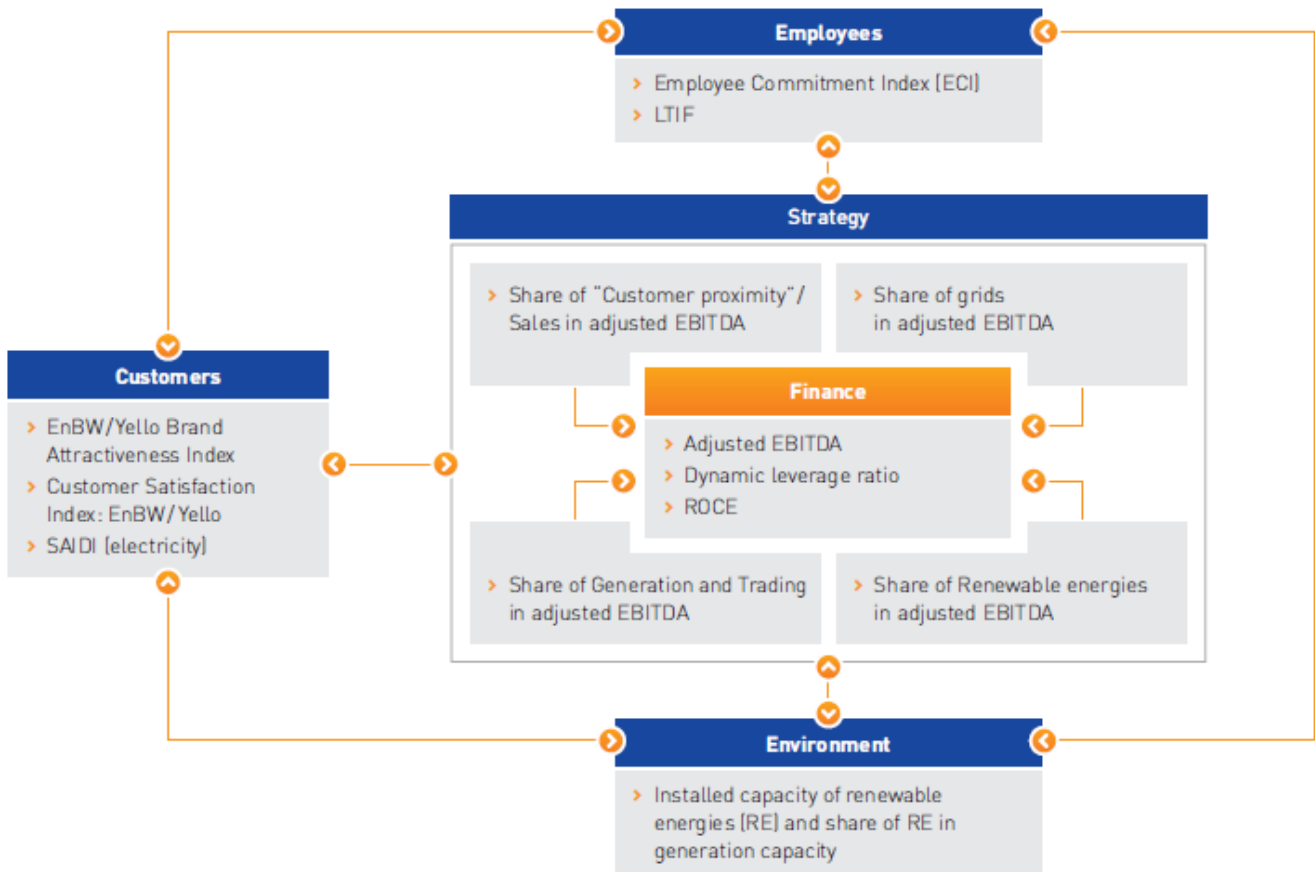 Employees
Employee Commitment Index (ECI)
LTIF
Strategy
Share of "Customer proximity"/
Sales in adjusted EBITDA
Share of grids
in adjusted EBITDA
Customers
EnBW/Yello Brand
Attractiveness Index
Customer Satisfaction
Index: EnBW/Yello
SAIDI (electricity)
Finance
Adjusted EBITDA
Dynamic leverage ratio
ROCE
Share of Generation and Trading
in adjusted EBITDA
Share of Renewable energies
in adjusted EBITDA
Environment
Installed capacity of renewable
energies (RE) and share of RE in
generation capacity